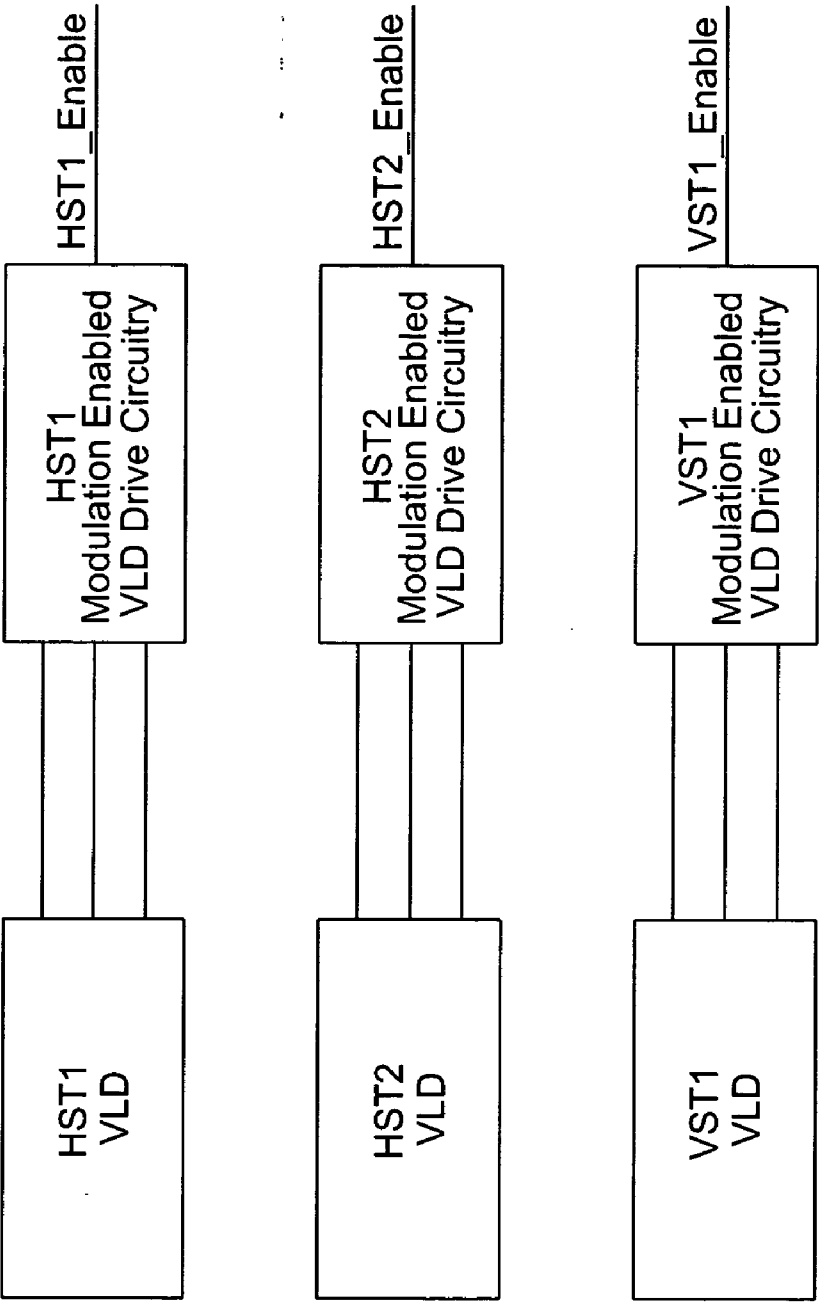 HST1
VLD
HST1
Modulation Enabled
VLD Drive Circuitry
HST1_Enable
HST2
VLD
HST2
Modulation Enabled
VLD Drive Circuitry
HST2_Enable
VST1
VLD
VST1
Modulation Enabled
VLD Drive Circuitry
VST1_Enable